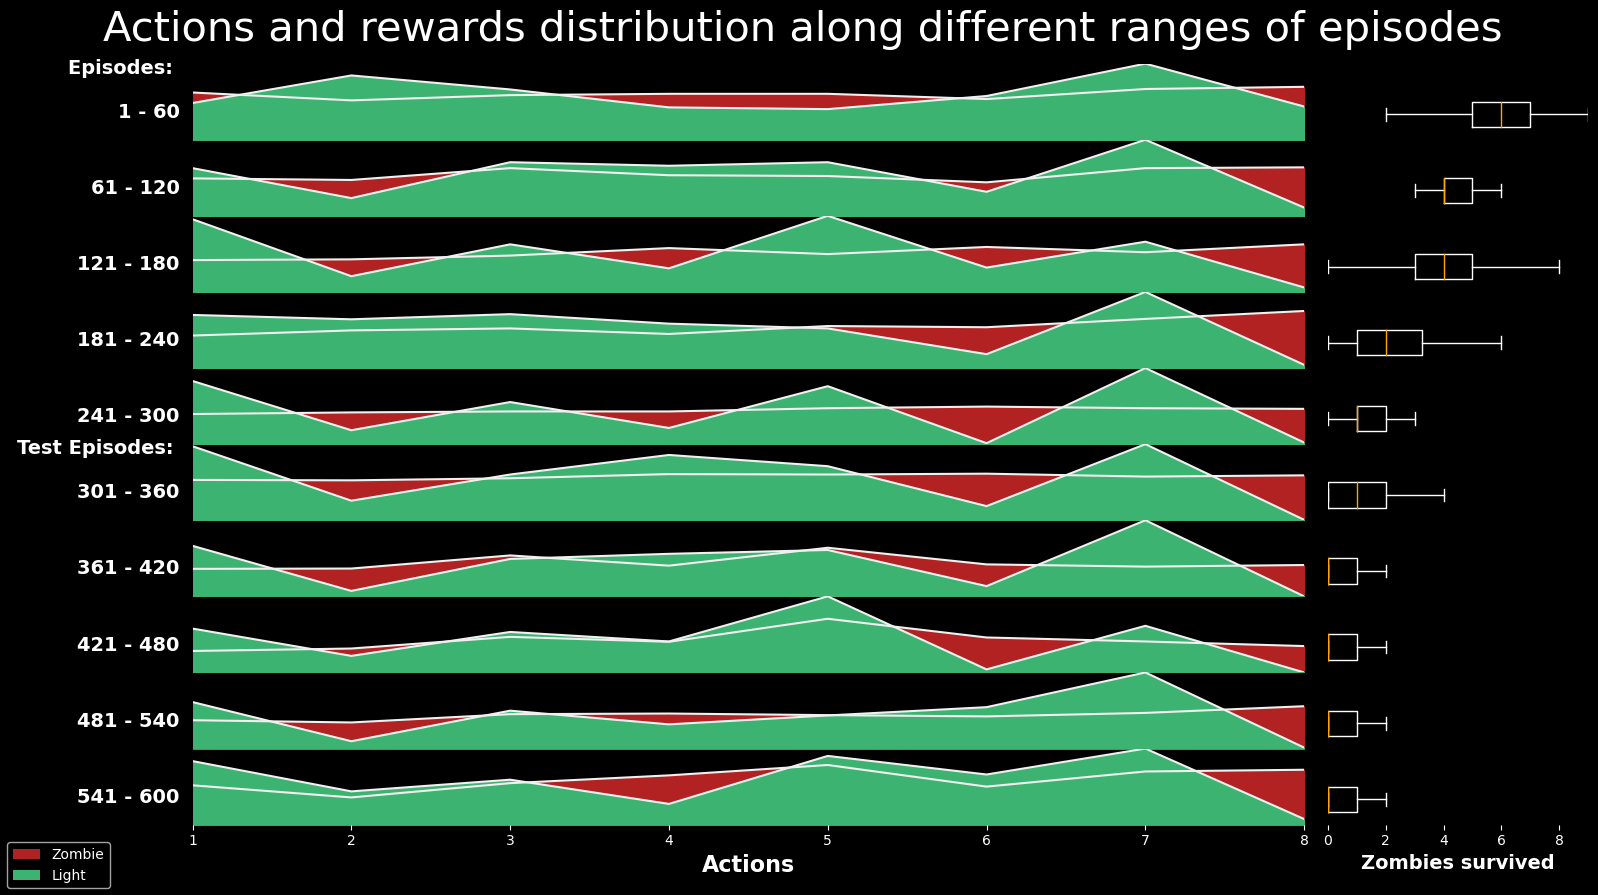 Actions and rewards distribution along different ranges of episodes
Episodes:
1 - 60
61 - 120
121 - 180
181 - 240
241 - 300
Test Episodes:
301 - 360
361 - 420
421 - 480
481 - 540
541 - 600
1 2 3 4 5 6 7 8
0 2 4 6 8
Actions
Zombies survived
Zombie
Light